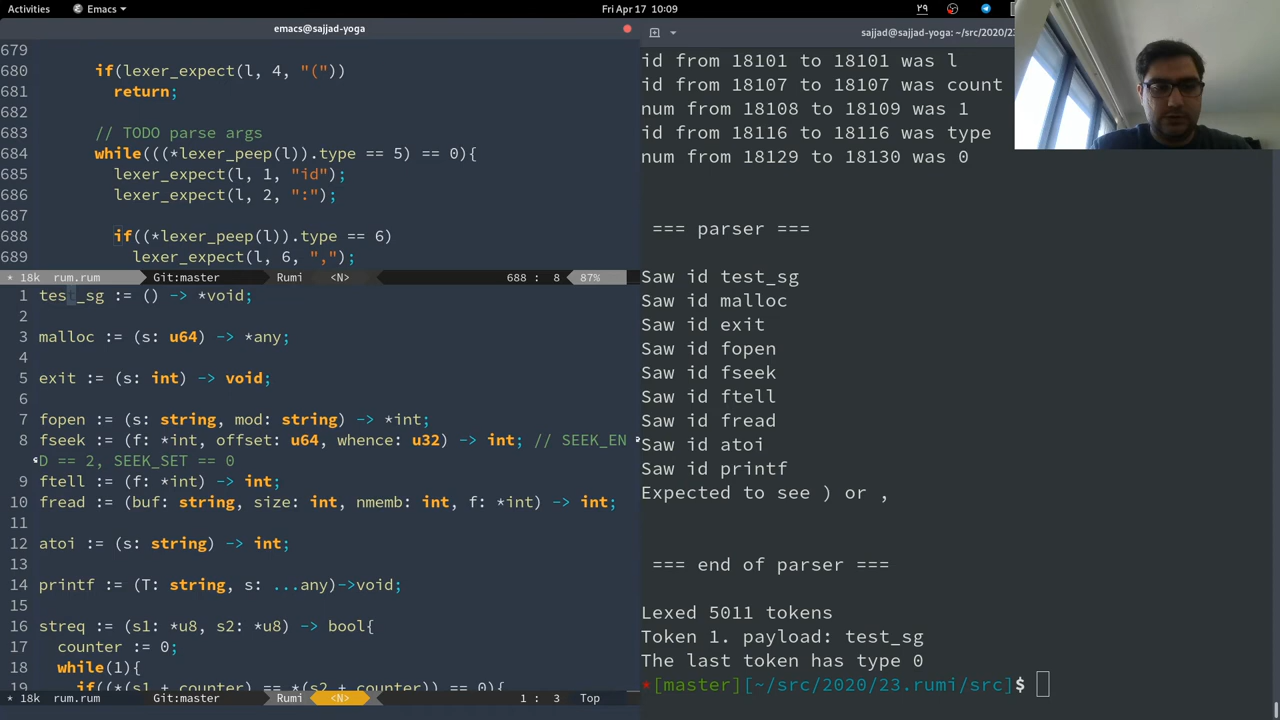 Activities
Emacs
Fri Apr 17 10:09
٢٩
emacs@sajjad-yoga
679
680 if(lexer_expect(l, 4, "("))
681 return;
682
683 // TODO parse args
684 while(((*lexer_peep(l)).type == 5) == 0){
685 lexer_expect(l, 1, "id");
686 lexer_expect(l, 2, ":");
687
688 if((*lexer_peep(l)).type == 6)
689 lexer_expect(l, 6, ",");
* 18k rum.rum Git:master Rumi <N> 688 : 8 87%
1 test_sg := () -> *void;
2
3 malloc := (s: u64) -> *any;
4
5 exit := (s: int) -> void;
6
7 fopen := (s: string, mod: string) -> *int;
8 fseek := (f: *int, offset: u64, whence: u32) -> int; // SEEK_EN
D == 2, SEEK_SET == 0
9 ftell := (f: *int) -> int;
10 fread := (buf: string, size: int, nmemb: int, f: *int) -> int;
11
12 atoi := (s: string) -> int;
13
14 printf := (T: string, s: ...any)->void;
15
16 streq := (s1: *u8, s2: *u8) -> bool{
17 counter := 0;
18 while(1){
19 if((*(s1 + counter) == *(s2 + counter)) == 0){
* 18k rum.rum Git:master Rumi <N> 1 : 3 Top
sajjad@sajjad-yoga: ~/src/2020/23
id from 18101 to 18101 was l
id from 18107 to 18107 was count
num from 18108 to 18109 was 1
id from 18116 to 18116 was type
num from 18129 to 18130 was 0
=== parser ===
Saw id test_sg
Saw id malloc
Saw id exit
Saw id fopen
Saw id fseek
Saw id ftell
Saw id fread
Saw id atoi
Saw id printf
Expected to see ) or ,
=== end of parser ===
Lexed 5011 tokens
Token 1. payload: test_sg
The last token has type 0
*[master][~/src/2020/23.rumi/src]$